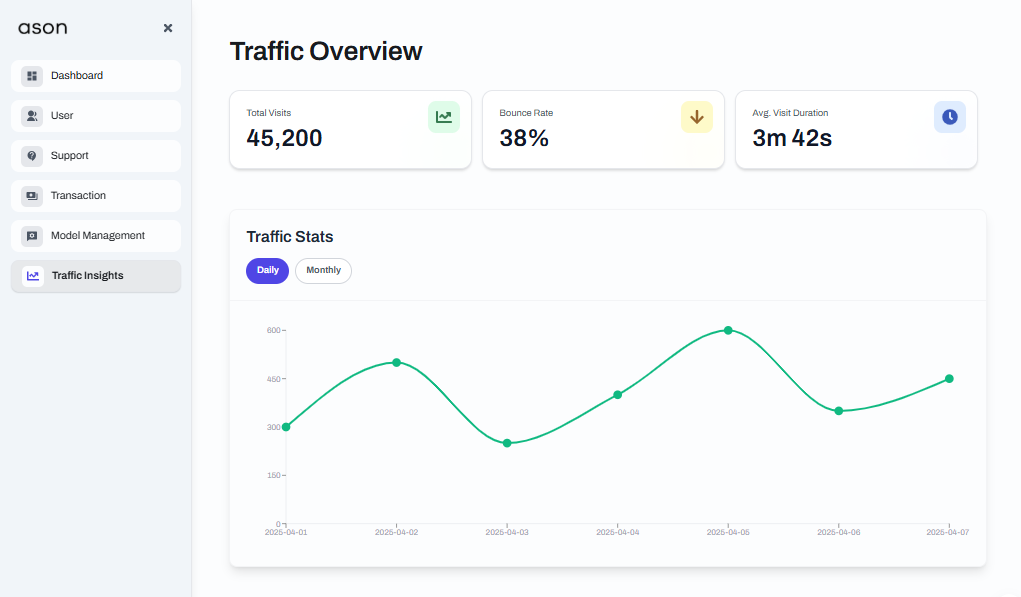 ason
Dashboard
User
Support
Transaction
Model Management
Traffic Insights
Traffic Overview
Total Visits
45,200
Bounce Rate
38%
Avg. Visit Duration
3m 42s
Traffic Stats
Daily
Monthly
600
450
300
150
0
2025-04-01
2025-04-02
2025-04-03
2025-04-04
2025-04-05
2025-04-06
2025-04-07